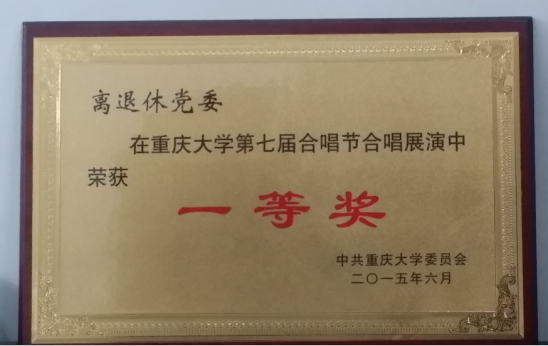 离退休党委
在重庆大学第七届合唱节合唱展演中
荣获
一等奖
中共重庆大学委员会
二〇一五年六月